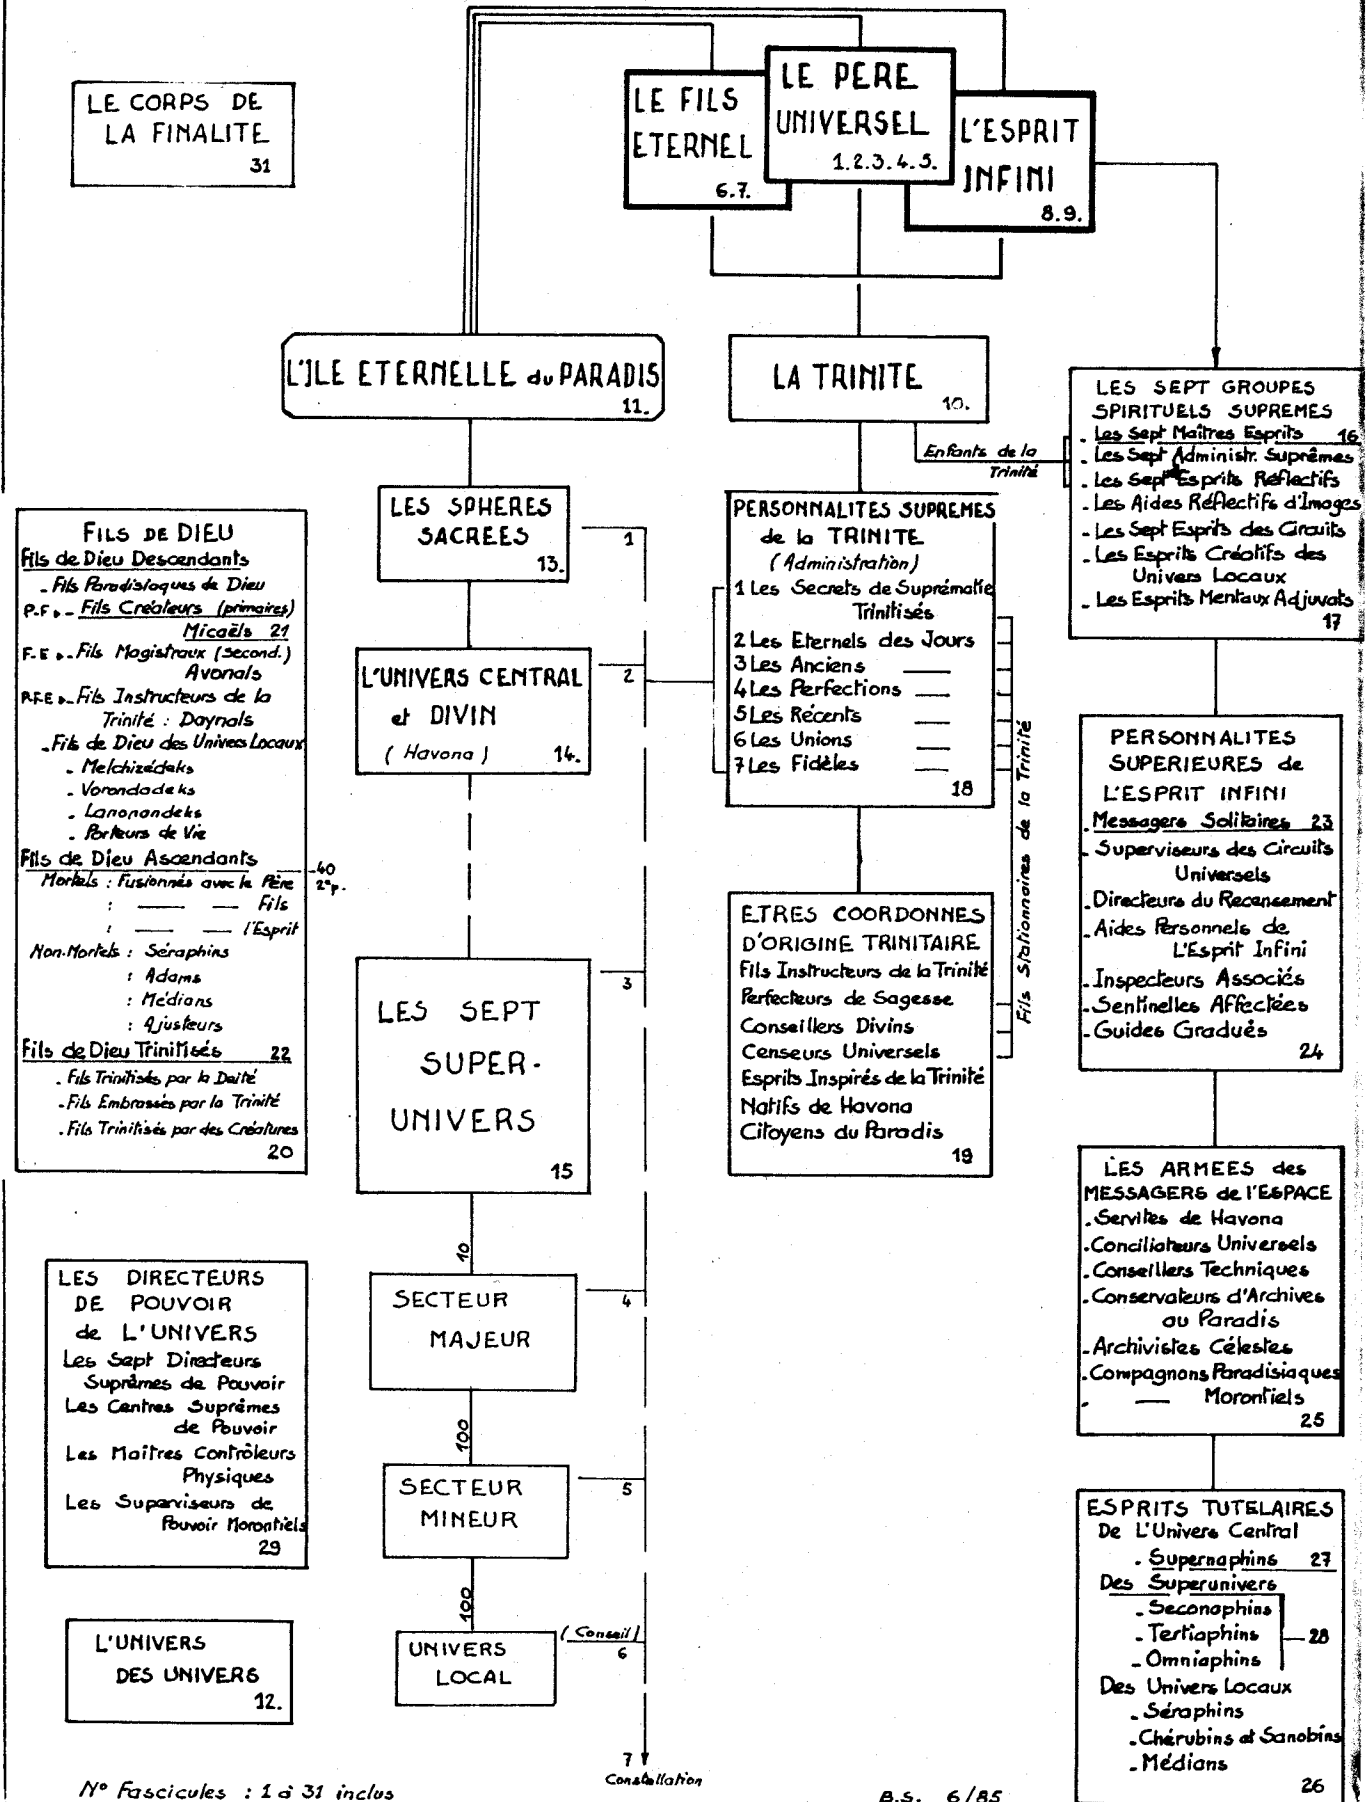 LE CORPS DE
LA FINALITE
31
LE FILS
ETERNEL
6.7.
LE PERE
UNIVERSEL
1.2.3.4.5.
L'ESPRIT
INFINI
8.9.
L'ILE ETERNELLE du PARADIS
11.
LA TRINITE
10.
Enfants de la
Trinité
LES SEPT GROUPES
SPIRITUELS SUPREMES
. Les Sept Maîtres Esprits 16
. Les Sept Administr. Suprêmes
. Les Sept Esprits Réflectifs
. Les Aides Réflectifs d'Images
. Les Sept Esprits des Circuits
. Les Esprits Créatifs des
Univers Locaux
. Les Esprits Mentaux Adjuvats
17
LES SPHERES
SACREES
13.
1
L'UNIVERS CENTRAL
et DIVIN
( Havona )
14.
2
PERSONNALITES SUPREMES
de la TRINITE
(Administration)
1 Les Secrets de Suprématie
Trinitisés
2 Les Eternels des Jours
3 Les Anciens ——
4 Les Perfections ——
5 Les Récents ——
6 Les Unions ——
7 Les Fidèles ——
18
Fils Stationnaires de la Trinité
FILS DE DIEU
Fils de Dieu Descendants
. Fils Paradisiaques de Dieu
P.F. . Fils Créateurs (primaires)
Micaëls 21
F.E . Fils Magistraux (Second.)
Avonals
P.F.E . Fils Instructeurs de la
Trinité : Daynals
. Fils de Dieu des Univers Locaux
. Melchizédeks
. Vorondadeks
. Lanonandeks
. Porteurs de Vie
Fils de Dieu Ascendants 40
2ᵉp.
Mortels : Fusionnés avec le Père
: —— —— Fils
: —— —— l'Esprit
Non-Mortels : Séraphins
: Adams
: Médians
: Ajusteurs
Fils de Dieu Trinitisés 22
. Fils Trinitisés par la Déité
. Fils Embrassés par la Trinité
. Fils Trinitisés par des Créatures
20
LES SEPT
SUPER-
UNIVERS
15
3
ETRES COORDONNES
D'ORIGINE TRINITAIRE
Fils Instructeurs de la Trinité
Perfecteurs de Sagesse
Conseillers Divins
Censeurs Universels
Esprits Inspirés de la Trinité
Natifs de Havona
Citoyens du Paradis
19
PERSONNALITES
SUPERIEURES de
L'ESPRIT INFINI
. Messagers Solitaires 23
. Superviseurs des Circuits
Universels
. Directeurs du Recensement
. Aides Personnels de
L'Esprit Infini
. Inspecteurs Associés
. Sentinelles Affectées
. Guides Gradués
24
LES ARMEES des
MESSAGERS de l'ESPACE
. Servites de Havona
. Conciliateurs Universels
. Conseillers Techniques
. Conservateurs d'Archives
au Paradis
. Archivistes Célestes
. Compagnons Paradisiaques
. —— Morontiels
25
LES DIRECTEURS
DE POUVOIR
de L'UNIVERS
Les Sept Directeurs
Suprêmes de Pouvoir
Les Centres Suprêmes
de Pouvoir
Les Maîtres Contrôleurs
Physiques
Les Superviseurs de
Pouvoir Morontiels
29
10
SECTEUR
MAJEUR
4
100
SECTEUR
MINEUR
5
100
UNIVERS
LOCAL
(Conseil)
6
7
Constellation
L'UNIVERS
DES UNIVERS
12.
ESPRITS TUTELAIRES
De L'Univers Central
. Supernaphins 27
Des Superunivers
. Seconaphins
. Tertiaphins 28
. Omniaphins
Des Univers Locaux
. Séraphins
. Chérubins et Sanobins
. Médians
26
N° Fascicules : 1 à 31 inclus
B.S. 6/85